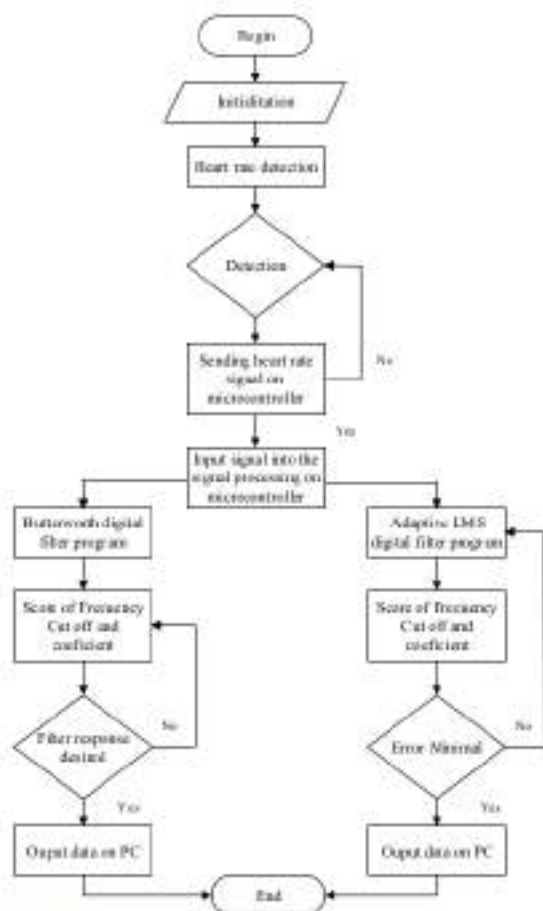 Begin
Initiditation
Heart rate detection
Detection
No
Sending heart rate
signal on
microcontroller
Yes
Input signal into the
signal processing on
microcontroller
Butterworth digital
filter program
Adaptive LMS
digital filter program
Score of Frequency
Cut off and
coeficient
Score of Frequency
Cut off and
coeficient
No
Filter response
desired
No
Error Minimal
Yes
Yes
Ouput data on PC
Ouput data on PC
End